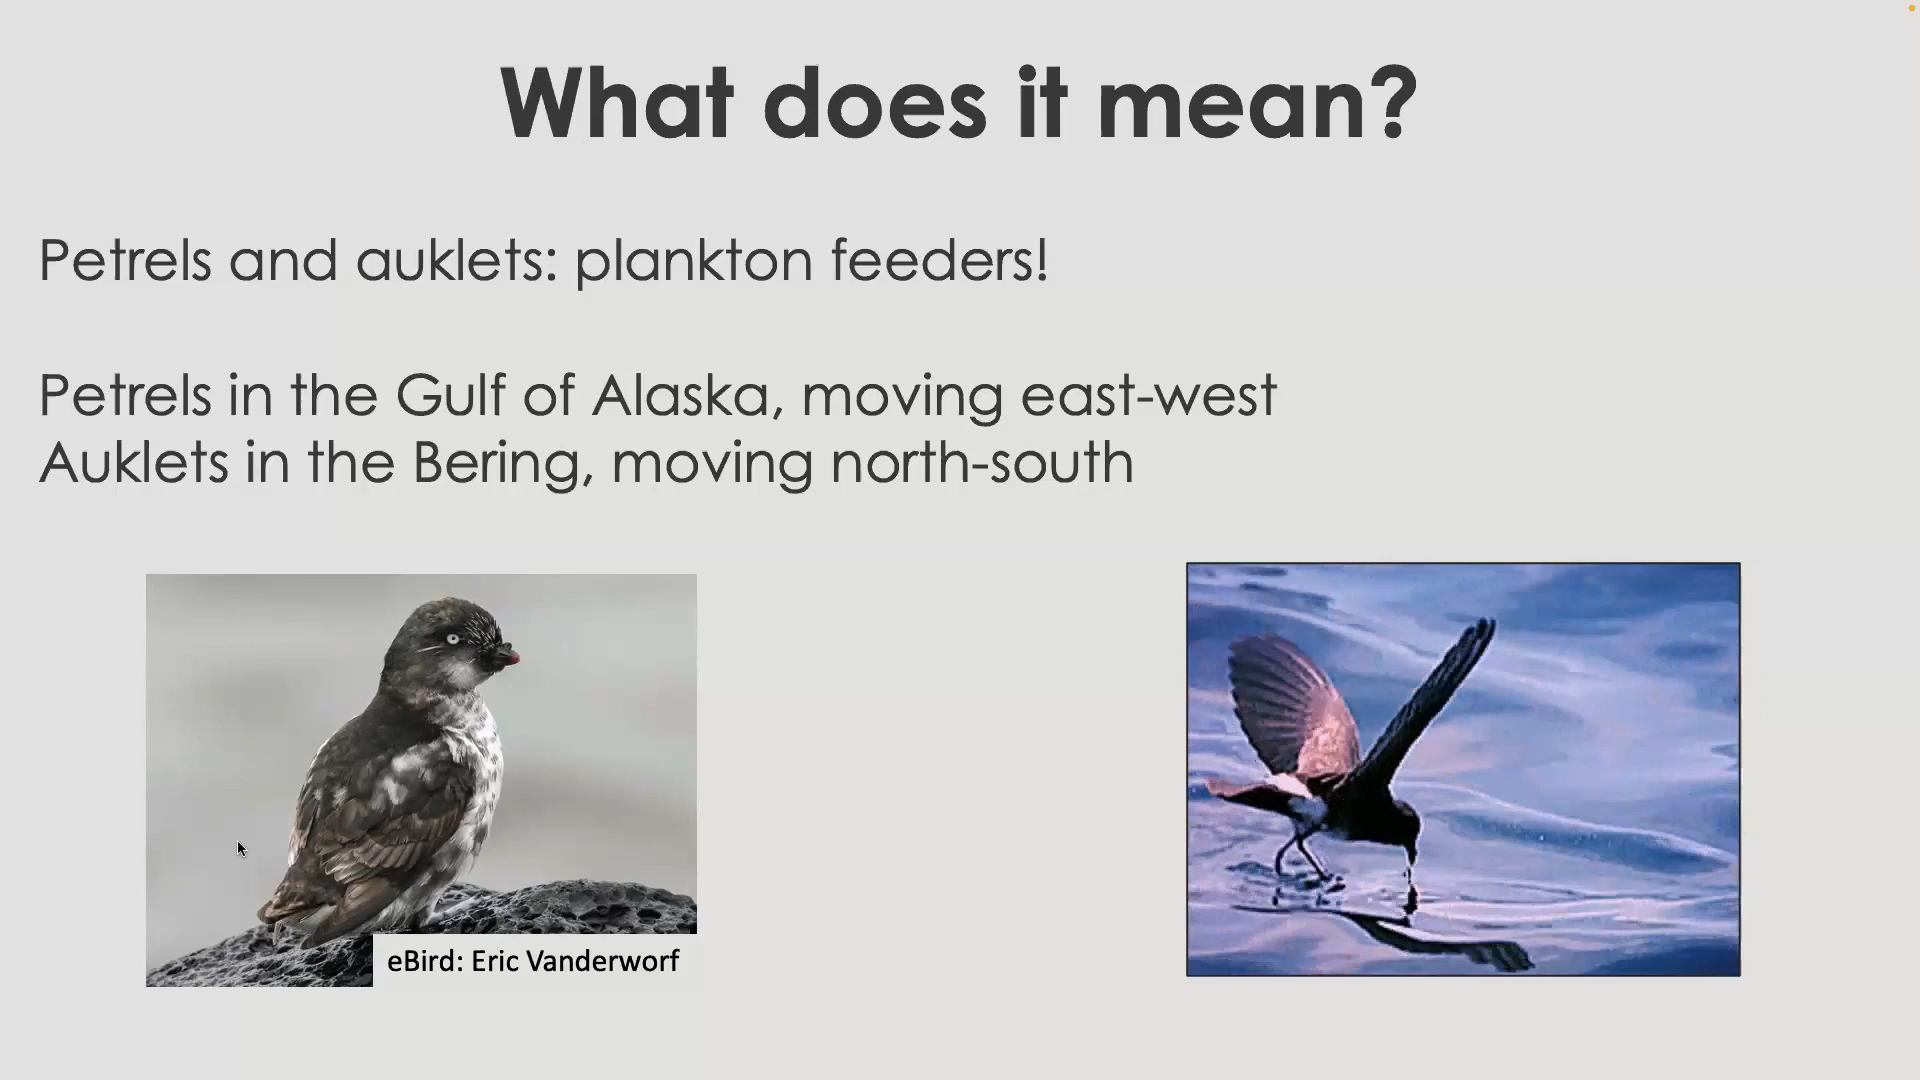 What does it mean?
Petrels and auklets: plankton feeders!
Petrels in the Gulf of Alaska, moving east-west
Auklets in the Bering, moving north-south
eBird: Eric Vanderworf